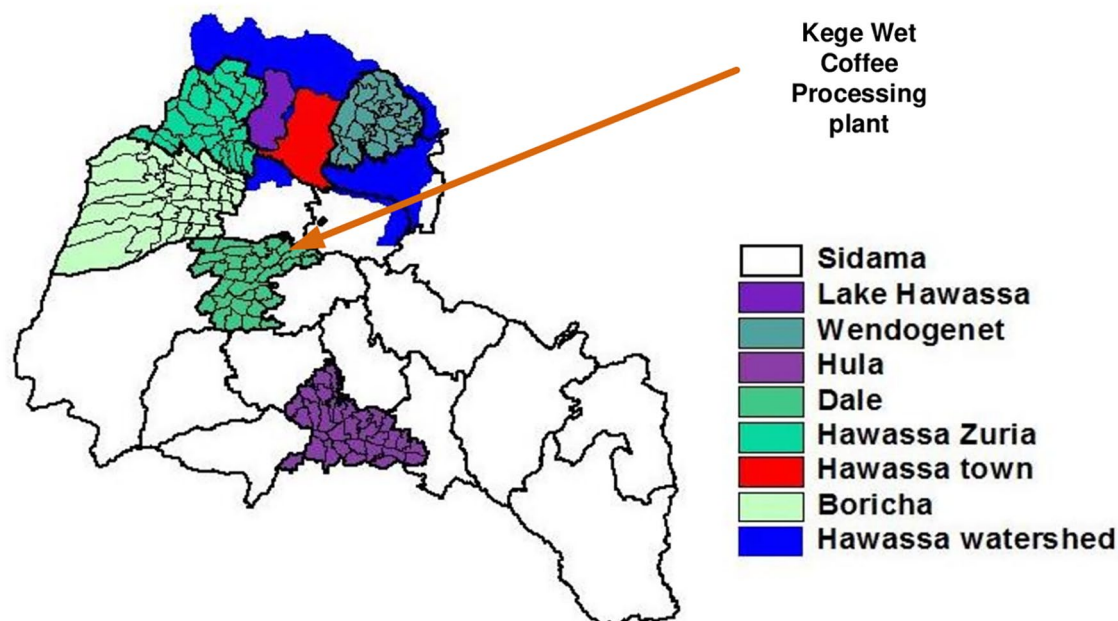 Kege Wet
Coffee
Processing
plant
Sidama
Lake Hawassa
Wendogenet
Hula
Dale
Hawassa Zuria
Hawassa town
Boricha
Hawassa watershed